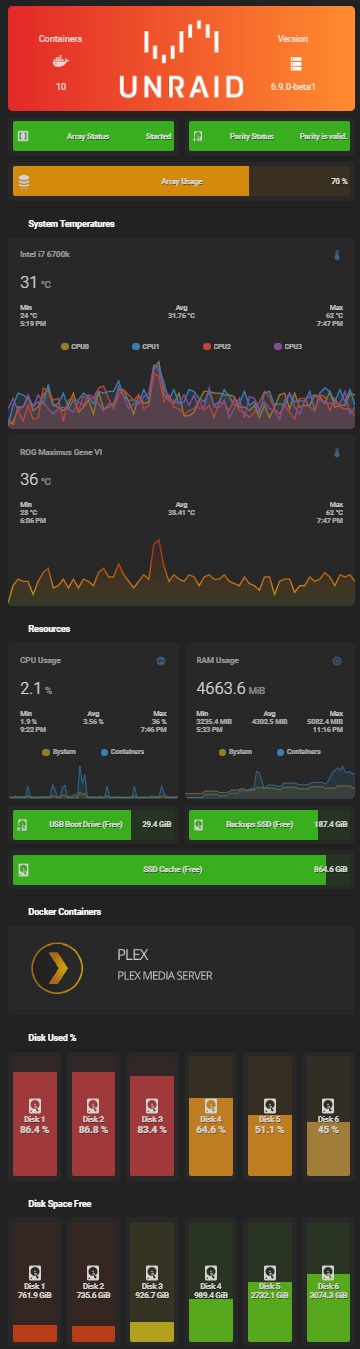 Containers
Version
UNRAID
10
6.9.0-beta1
Array Status Started
Parity Status Parity is valid.
Array Usage 70 %
System Temperatures
Intel i7 6700k
31 °C
Min Avg Max
24 °C 31.76 °C 62 °C
5:19 PM 7:47 PM
CPU0 CPU1 CPU2 CPU3
ROG Maximus Gene VI
36 °C
Min Avg Max
28 °C 38.41 °C 62 °C
6:06 PM 7:47 PM
Resources
CPU Usage
2.1 %
Min Avg Max
1.9 % 3.56 % 36 %
9:22 PM 7:46 PM
System Containers
RAM Usage
4663.6 MiB
Min Avg Max
3235.4 MiB 4302.5 MiB 5082.4 MiB
5:33 PM 11:16 PM
System Containers
USB Boot Drive (Free) 29.4 GiB
Backups SSD (Free) 187.4 GiB
SSD Cache (Free) 864.6 GiB
Docker Containers
PLEX
PLEX MEDIA SERVER
Disk Used %
Disk 1 Disk 2 Disk 3 Disk 4 Disk 5 Disk 6
86.4 % 86.8 % 83.4 % 64.6 % 51.1 % 45 %
Disk Space Free
Disk 1 Disk 2 Disk 3 Disk 4 Disk 5 Disk 6
761.9 GiB 735.6 GiB 926.7 GiB 989.4 GiB 2732.1 GiB 3074.3 GiB